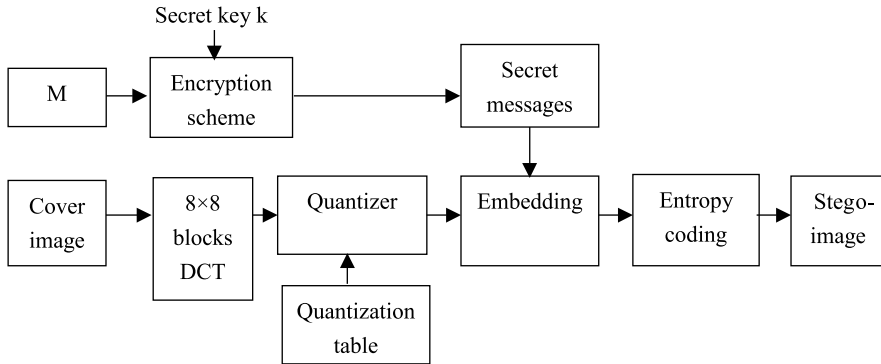 Secret key k
M
Encryption
scheme
Secret
messages
Cover
image
8×8
blocks
DCT
Quantizer
Embedding
Entropy
coding
Stego-
image
Quantization
table